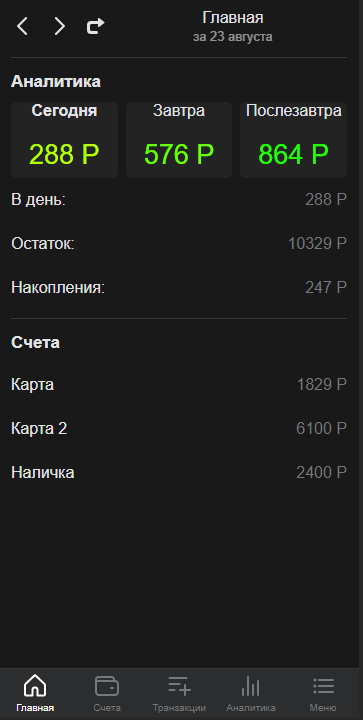 Главная
за 23 августа
Аналитика
Сегодня Завтра Послезавтра
288 Р 576 Р 864 Р
В день: 288 Р
Остаток: 10329 Р
Накопления: 247 Р
Счета
Карта 1829 Р
Карта 2 6100 Р
Наличка 2400 Р
Главная Счета Транзакции Аналитика Меню